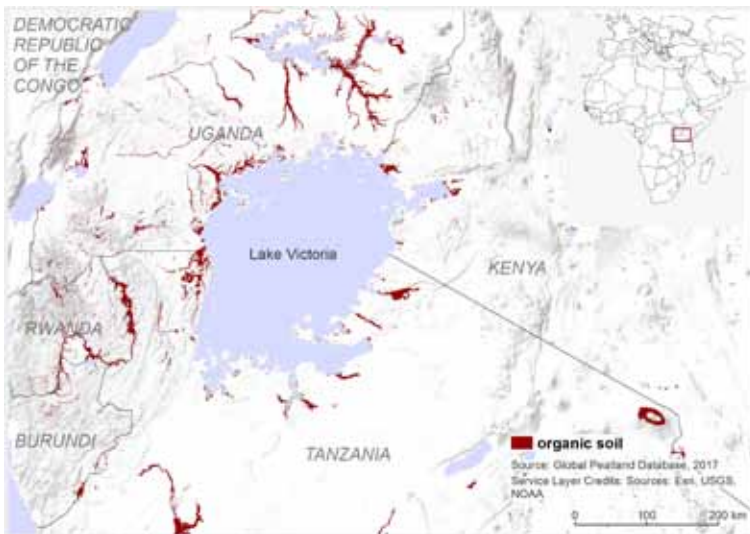 DEMOCRATIC
REPUBLIC
OF THE
CONGO
UGANDA
Lake Victoria
KENYA
RWANDA
BURUNDI
TANZANIA
organic soil
Source: Global Peatland Database, 2017
Service Layer Credits: Sources: Esri, USGS,
NOAA
0 100 200 km